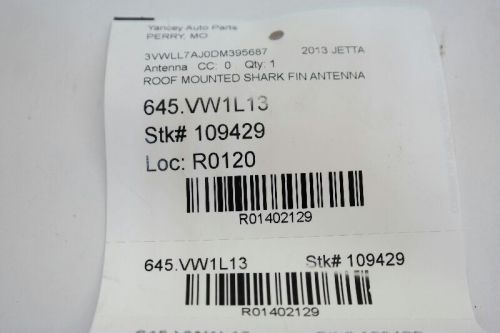 Yancey Auto Parts
PERRY, MO
3VWLL7AJ0DM395687 2013 JETTA
Antenna CC: 0 Qty: 1
ROOF MOUNTED SHARK FIN ANTENNA
645.VW1L13
Stk# 109429
Loc: R0120
R01402129
645.VW1L13 Stk# 109429
R01402129